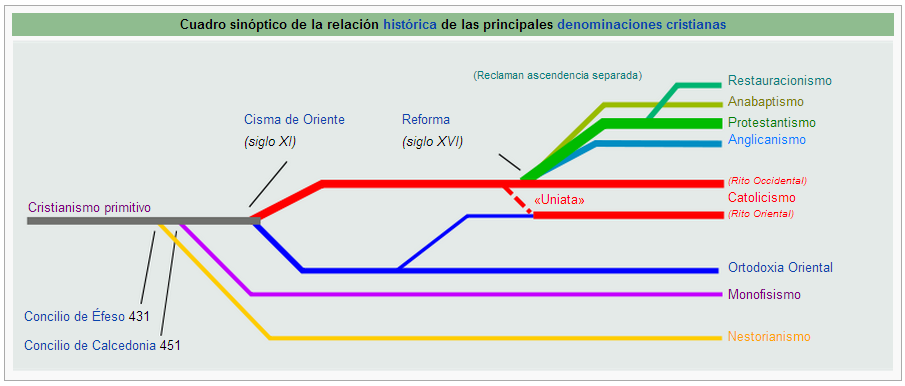 Cuadro sinóptico de la relación histórica de las principales denominaciones cristianas
(Reclaman ascendencia separada)
Restauracionismo
Anabaptismo
Protestantismo
Anglicanismo
Cisma de Oriente
(siglo XI)
Reforma
(siglo XVI)
(Rito Occidental)
«Uniata»
Catolicismo
(Rito Oriental)
Cristianismo primitivo
Ortodoxia Oriental
Monofisismo
Concilio de Éfeso 431
Concilio de Calcedonia 451
Nestorianismo